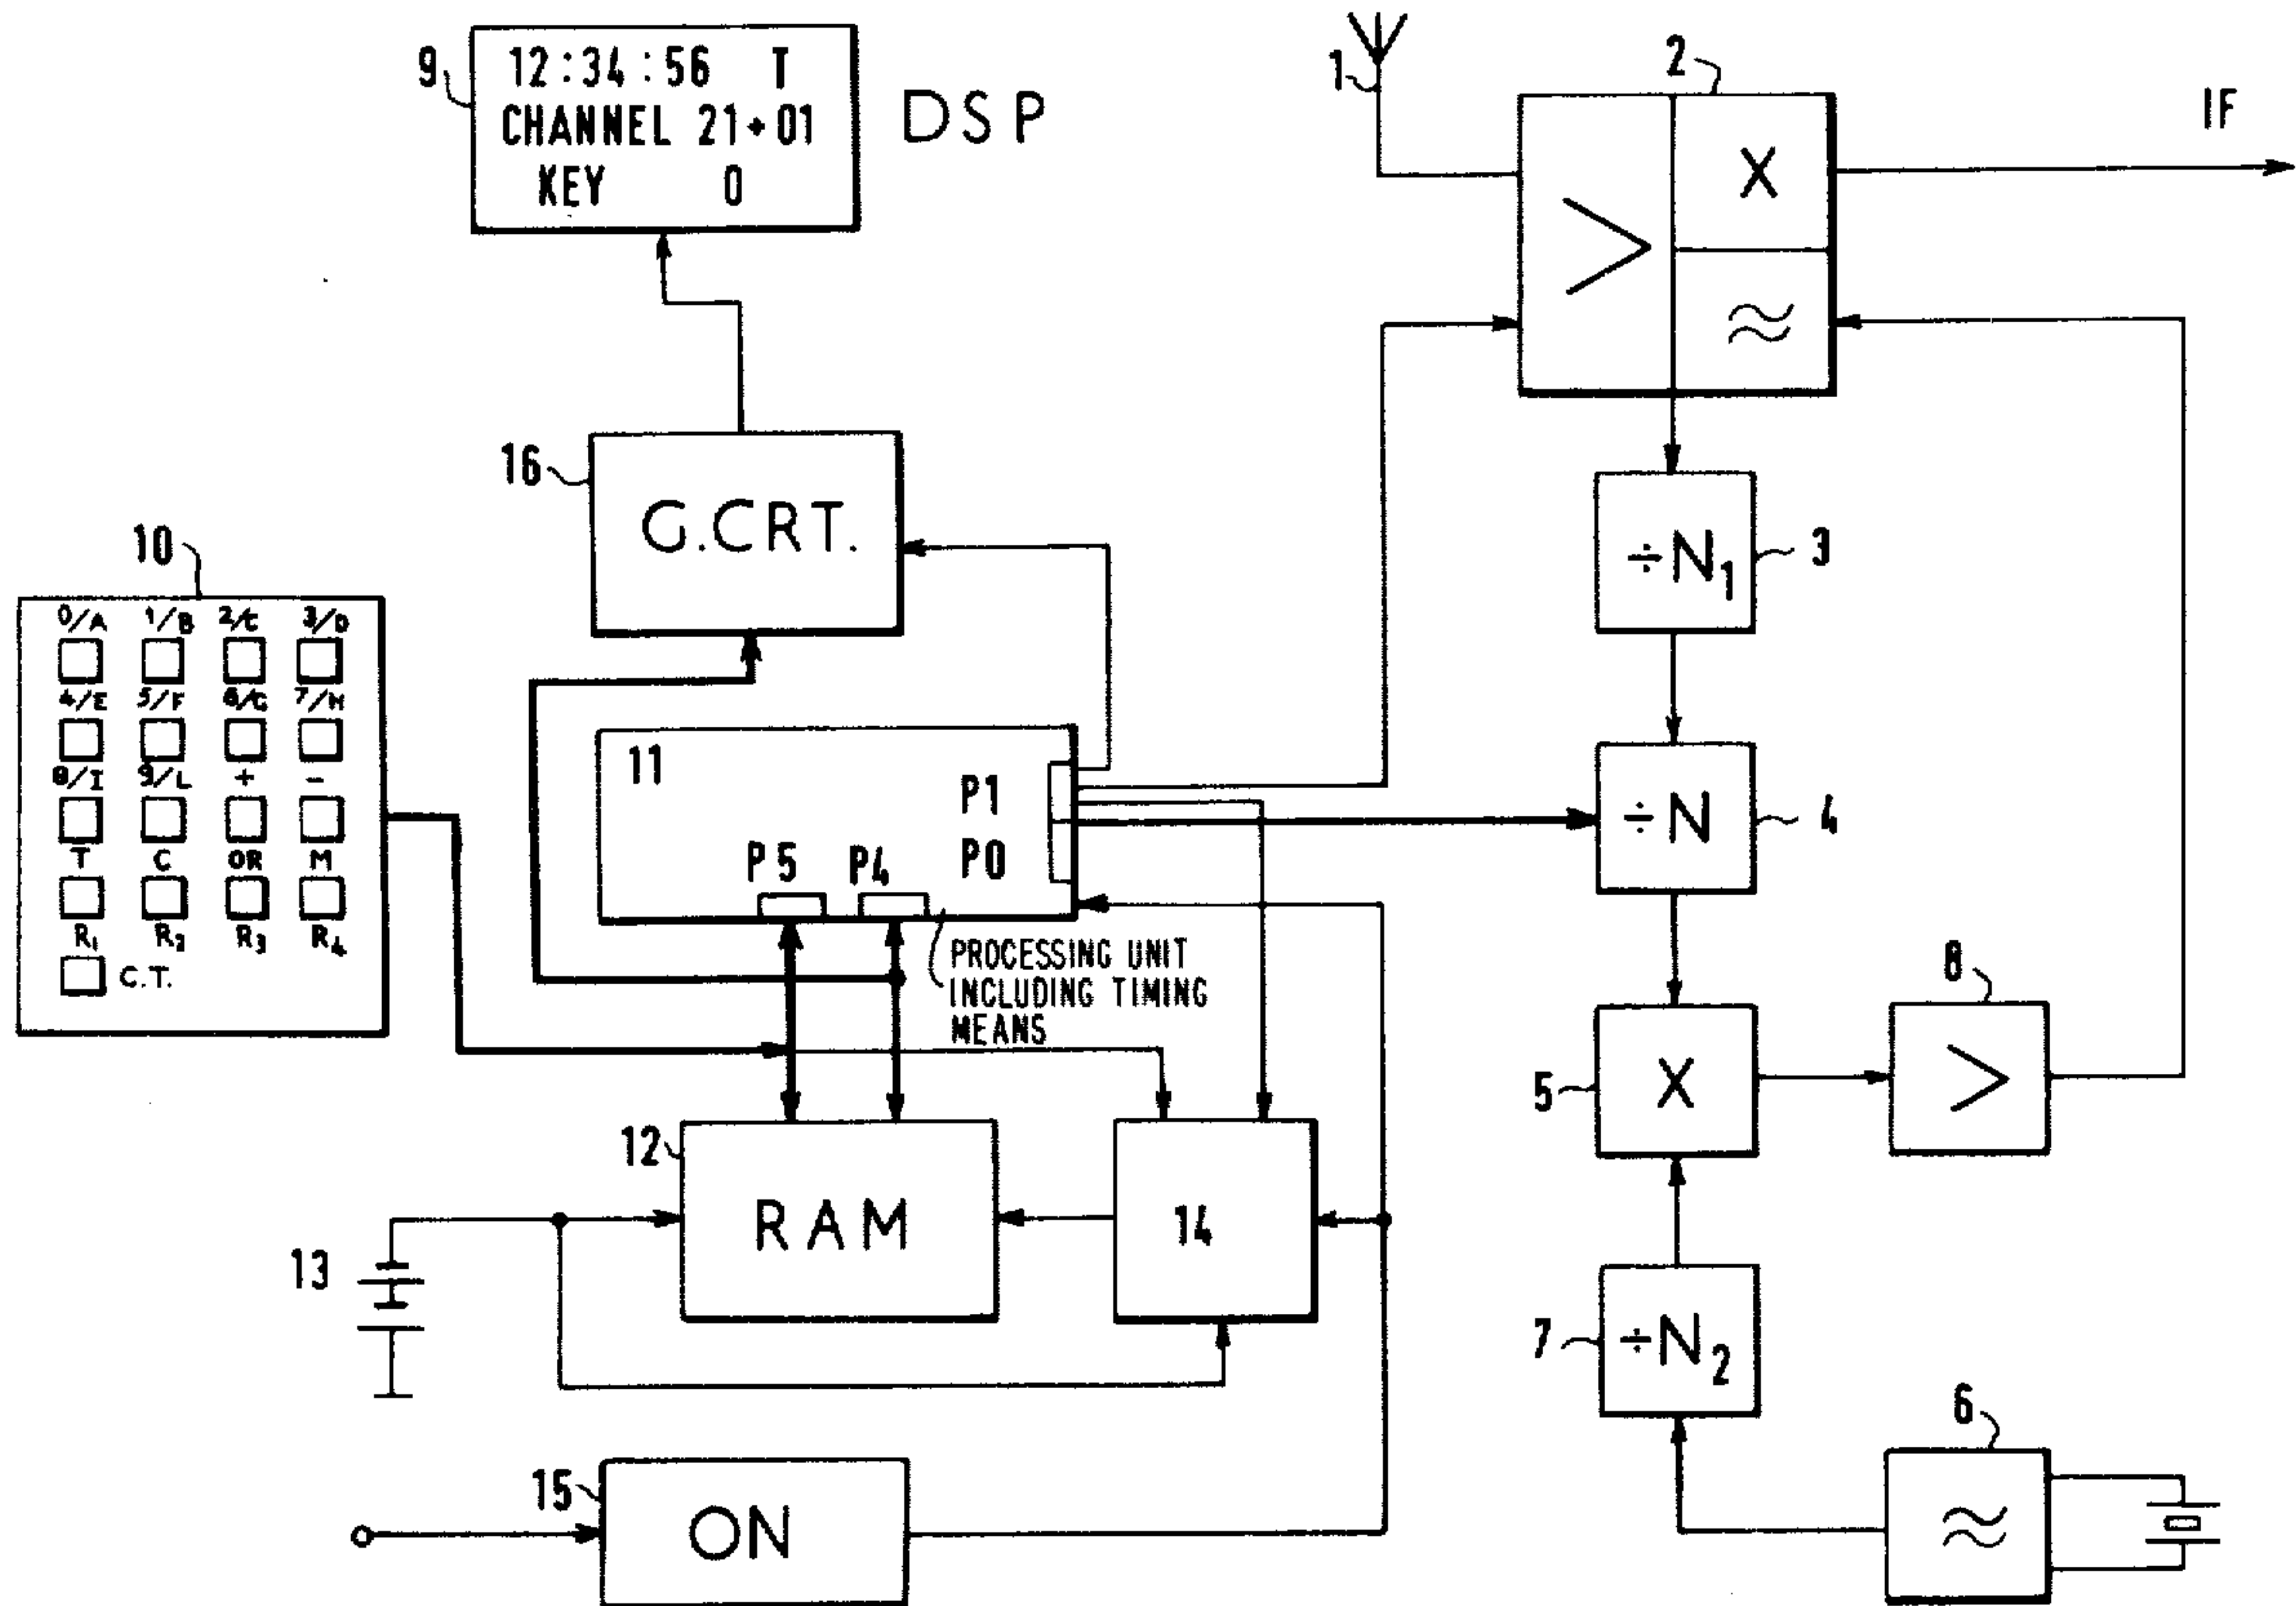 9
12:34:56 T
CHANNEL 21+01
KEY 0
DSP
1
2
X
IF
16
G.CRT.
÷N1
3
10
0/A 1/B 2/C 3/D
4/E 5/F 6/G 7/H
8/I 9/L + -
T C OR M
R1 R2 R3 R4
C.T.
11
P1
P0
P5 P4
PROCESSING UNIT
INCLUDING TIMING
MEANS
÷N
4
5
X
8
>
12
RAM
14
13
7
÷N2
6
15
ON